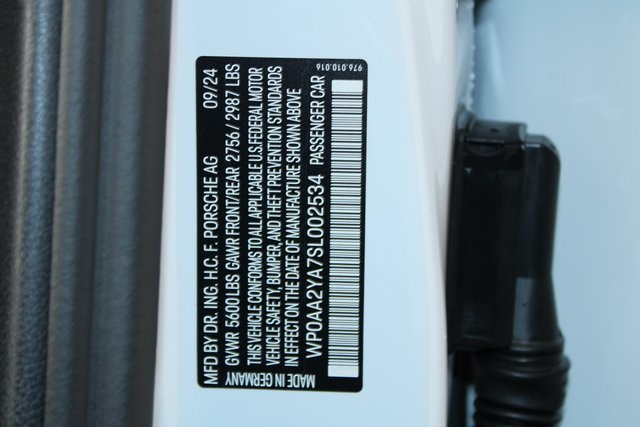 MFD BY DR. ING. H.C. F. PORSCHE AG 09/24
GVWR 5600 LBS GAWR FRONT/REAR 2756 / 2987 LBS
THIS VEHICLE CONFORMS TO ALL APPLICABLE U.S. FEDERAL MOTOR
VEHICLE SAFETY, BUMPER, AND THEFT PREVENTION STANDARDS
IN EFFECT ON THE DATE OF MANUFACTURE SHOWN ABOVE
MADE IN GERMANY WP0AA2YA7SL002534 PASSENGER CAR
976.010.016